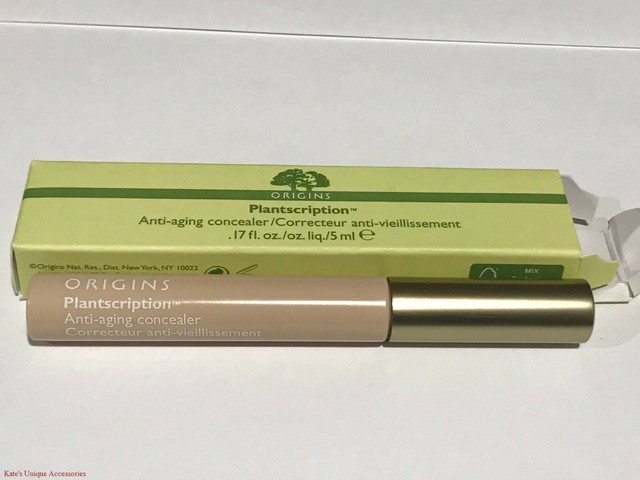 ORIGINS
Plantscription™
Anti-aging concealer/Correcteur anti-vieillissement
.17 fl. oz./oz. liq./5 ml ℮
©Origins Nat. Res., Dist. New York, NY 10022
MIX
ORIGINS
Plantscription™
Anti-aging concealer
Correcteur anti-vieillissement
Kate's Unique Accessories